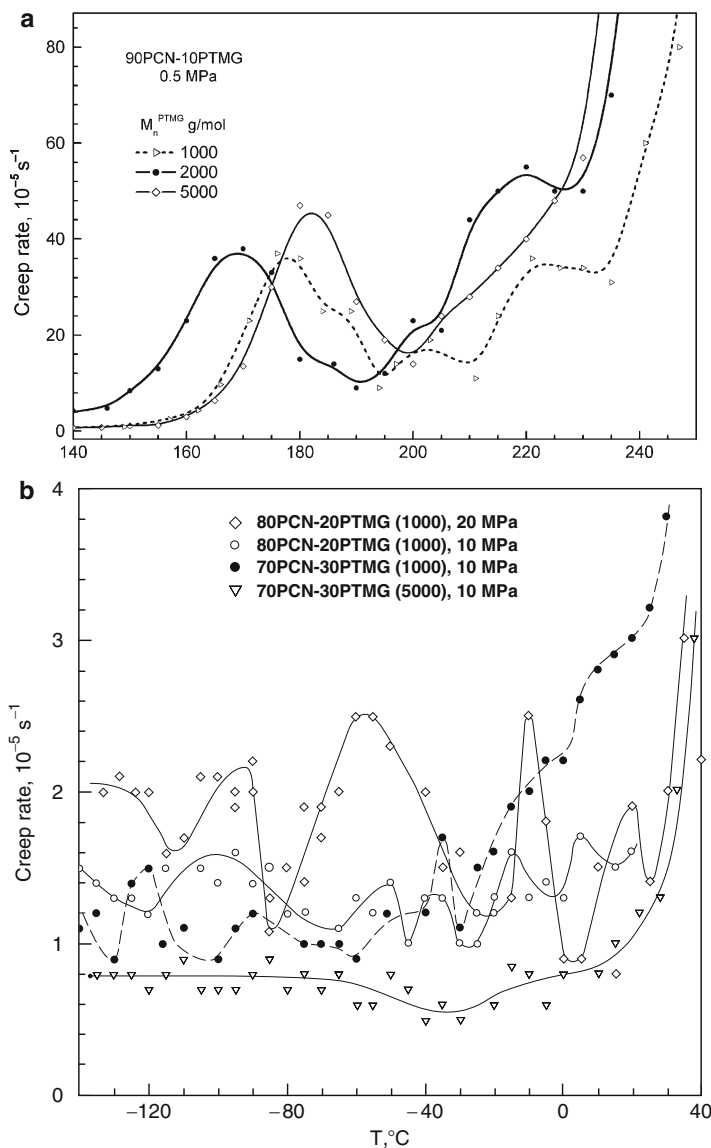 a
80
60
40
20
0
Creep rate, 10⁻⁵ s⁻¹
90PCN-10PTMG
0.5 MPa
Mₙᴾᵀᴹᴳ g/mol
1000
2000
5000
140 160 180 200 220 240
b
4
3
2
1
0
Creep rate, 10⁻⁵ s⁻¹
80PCN-20PTMG (1000), 20 MPa
80PCN-20PTMG (1000), 10 MPa
70PCN-30PTMG (1000), 10 MPa
70PCN-30PTMG (5000), 10 MPa
−120 −80 −40 0 40
T,°C